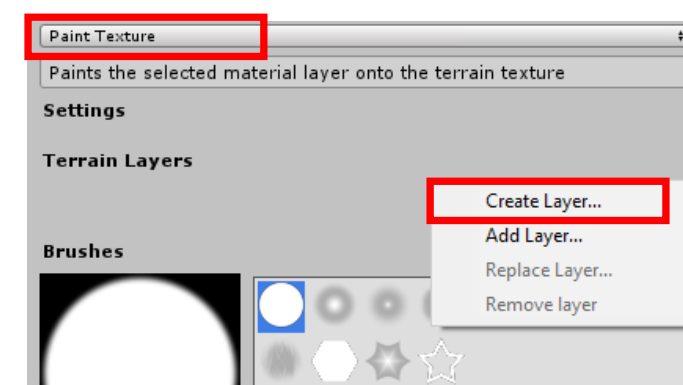 Paint Texture
Paints the selected material layer onto the terrain texture
Settings
Terrain Layers
Create Layer...
Add Layer...
Brushes
Replace Layer...
Remove layer